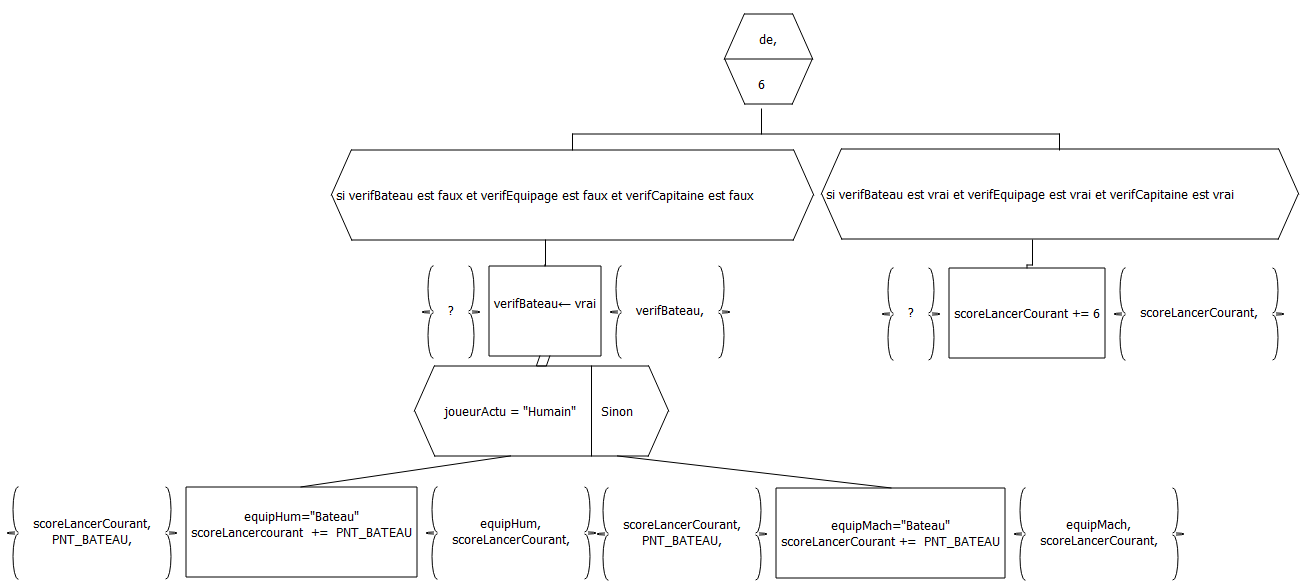 de,
6
si verifBateau est faux et verifEquipage est faux et verifCapitaine est faux
si verifBateau est vrai et verifEquipage est vrai et verifCapitaine est vrai
?
verifBateau← vrai
verifBateau,
?
scoreLancerCourant += 6
scoreLancerCourant,
joueurActu = "Humain"
Sinon
scoreLancerCourant,
PNT_BATEAU,
equipHum="Bateau"
scoreLancercourant += PNT_BATEAU
equipHum,
scoreLancerCourant,
scoreLancerCourant,
PNT_BATEAU,
equipMach="Bateau"
scoreLancerCourant += PNT_BATEAU
equipMach,
scoreLancerCourant,